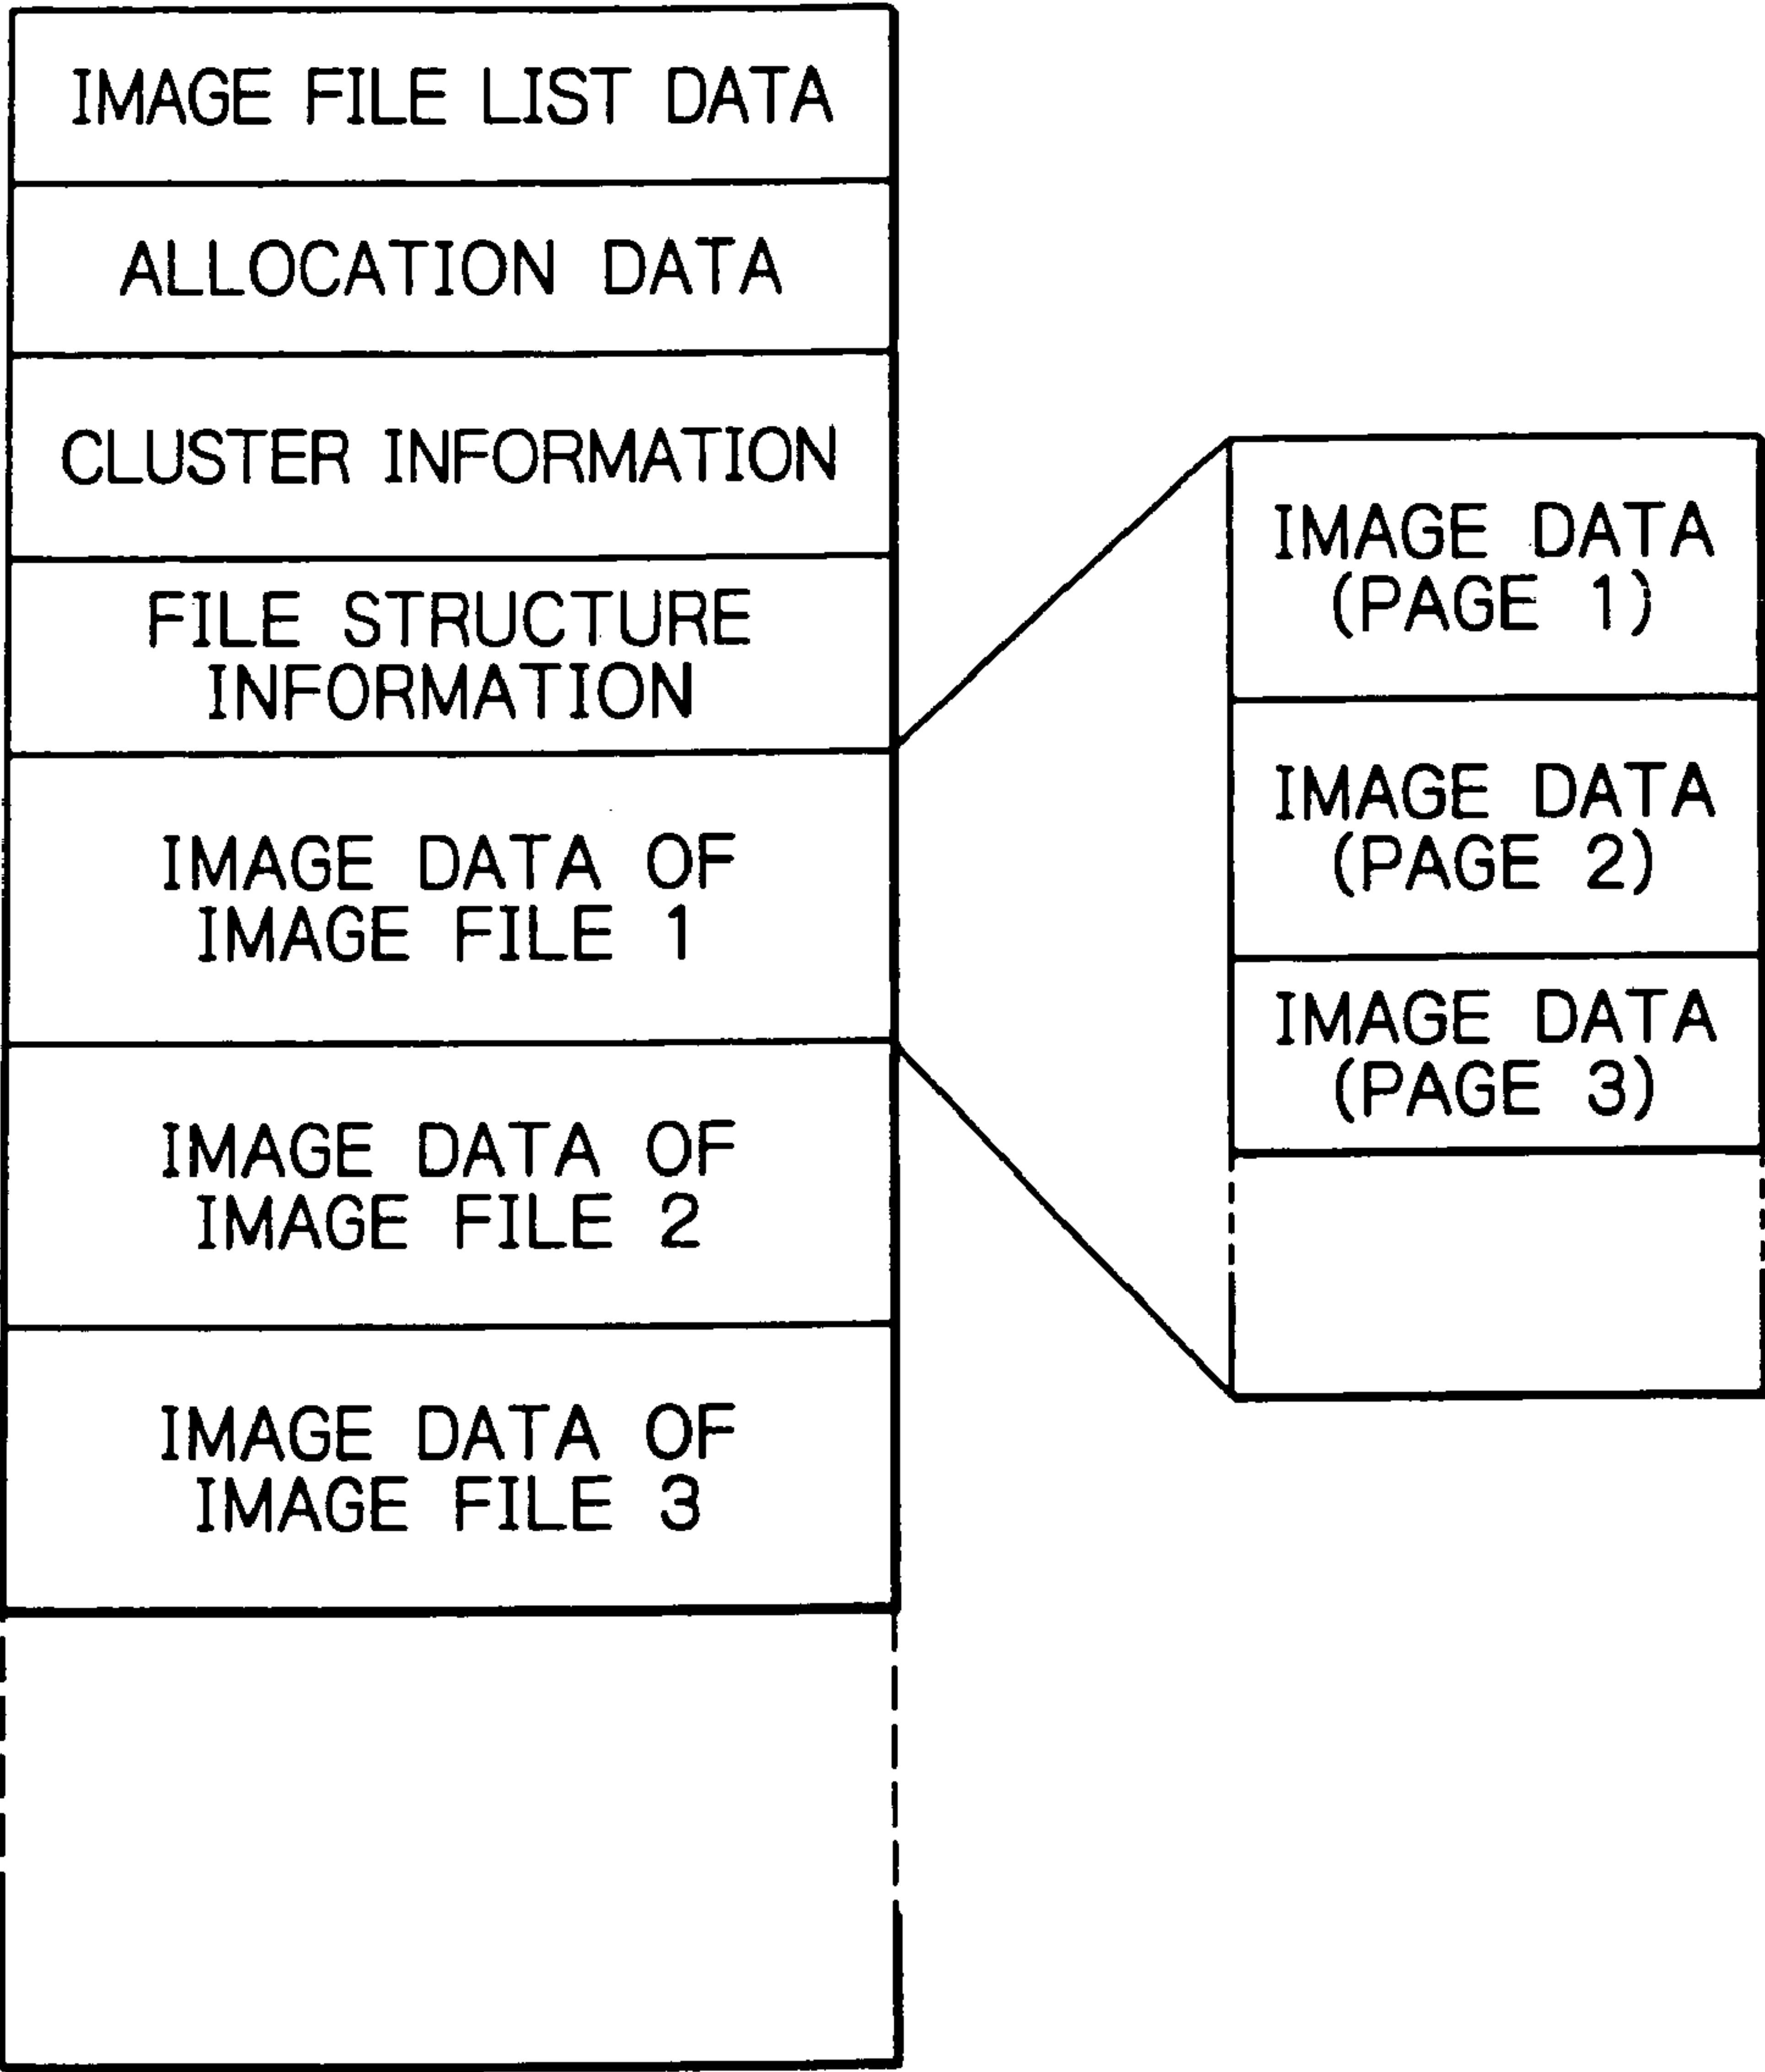 IMAGE FILE LIST DATA
ALLOCATION DATA
CLUSTER INFORMATION
FILE STRUCTURE
INFORMATION
IMAGE DATA OF
IMAGE FILE 1
IMAGE DATA OF
IMAGE FILE 2
IMAGE DATA OF
IMAGE FILE 3
IMAGE DATA
(PAGE 1)
IMAGE DATA
(PAGE 2)
IMAGE DATA
(PAGE 3)